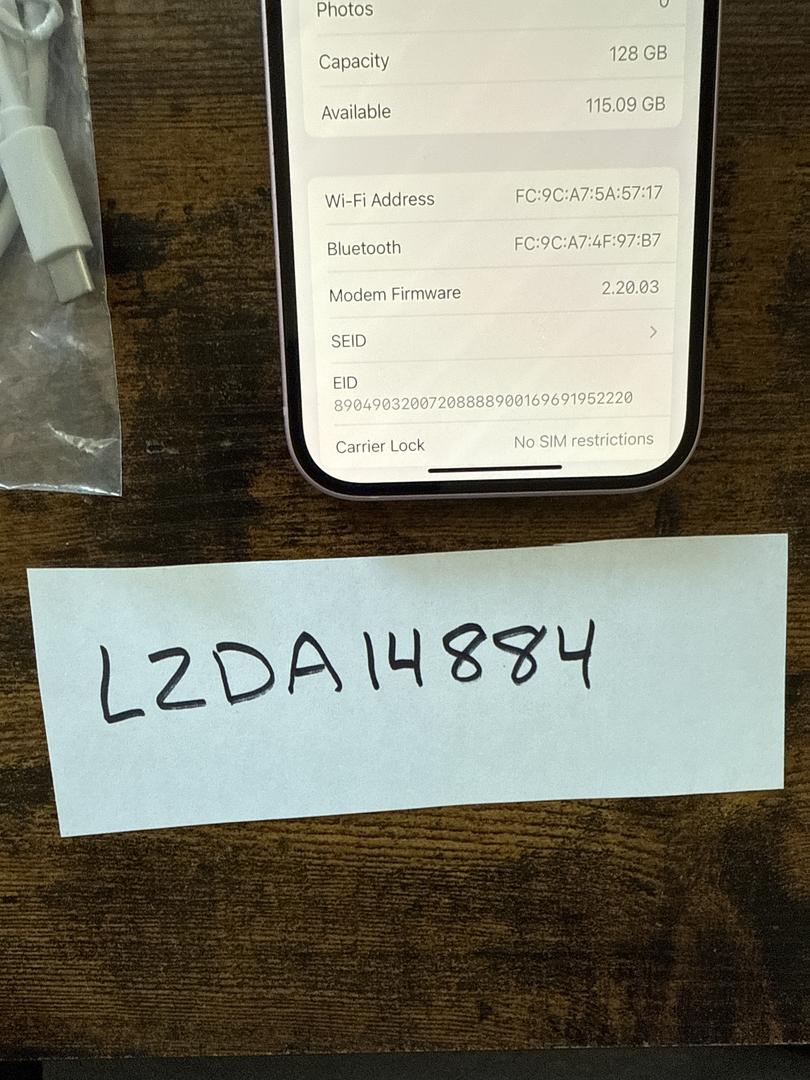 Photos 0
Capacity 128 GB
Available 115.09 GB
Wi-Fi Address FC:9C:A7:5A:57:17
Bluetooth FC:9C:A7:4F:97:B7
Modem Firmware 2.20.03
SEID
EID
89049032007208888900169691952220
Carrier Lock No SIM restrictions
LZDA14884